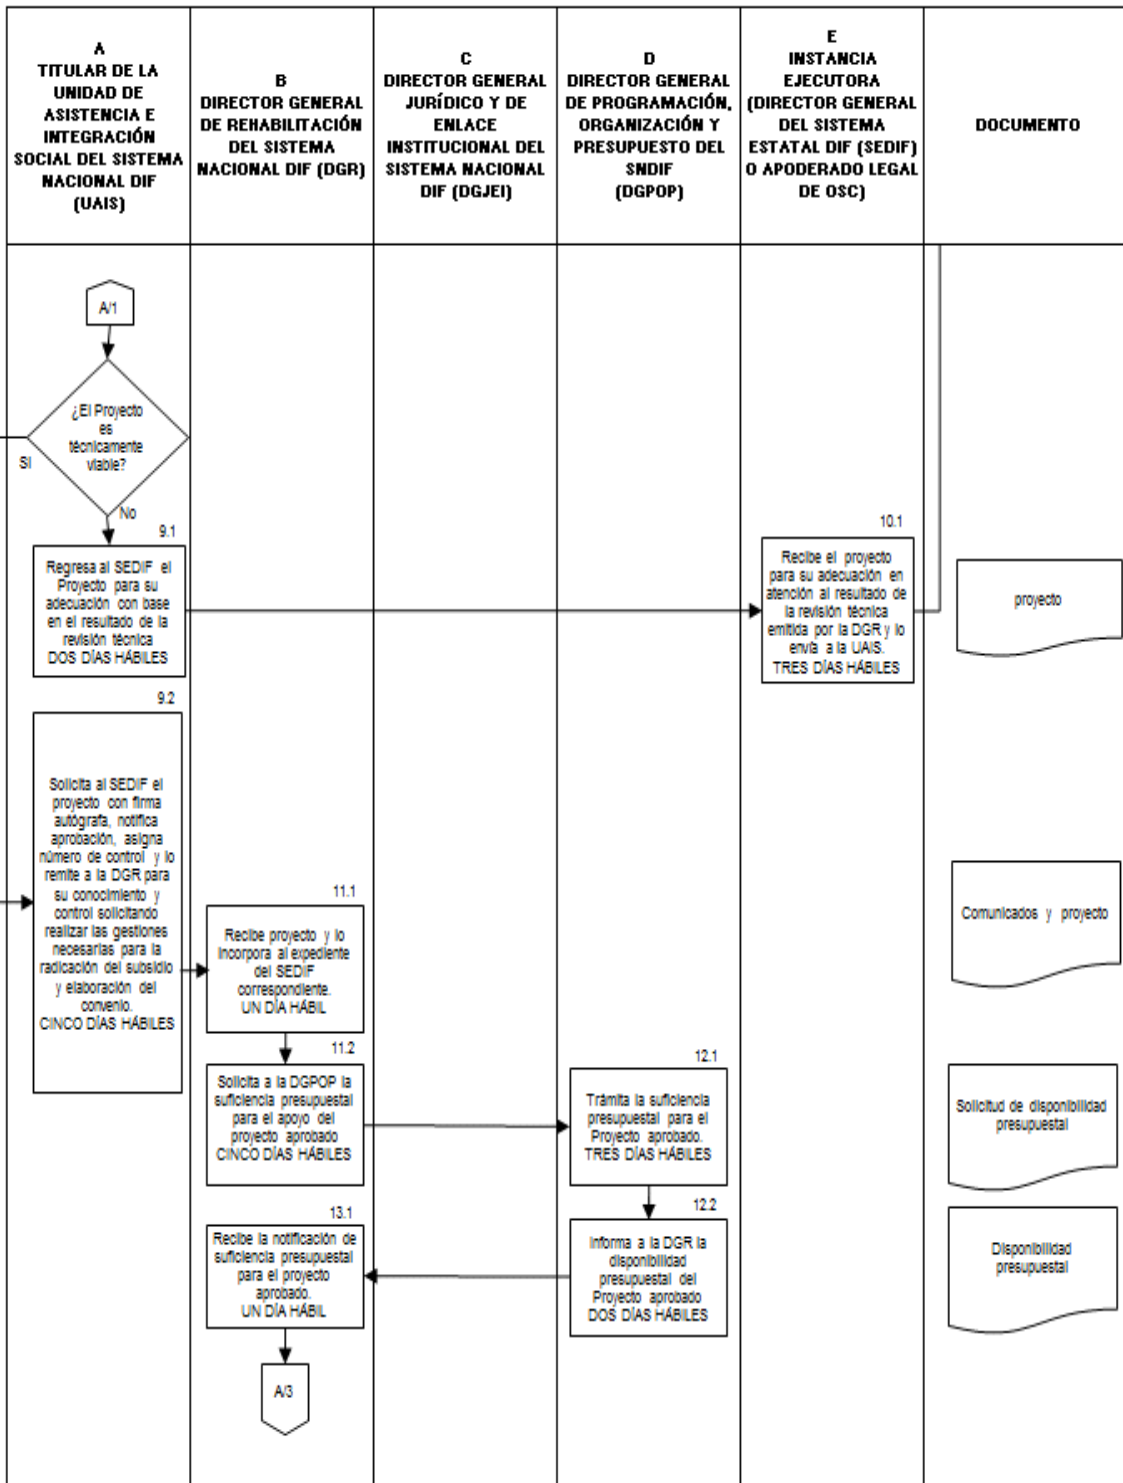 A
TITULAR DE LA
UNIDAD DE
ASISTENCIA E
INTEGRACIÓN
SOCIAL DEL SISTEMA
NACIONAL DIF
(UAIS)
B
DIRECTOR GENERAL
DE REHABILITACIÓN
DEL SISTEMA
NACIONAL DIF (DGR)
C
DIRECTOR GENERAL
JURÍDICO Y DE
ENLACE
INSTITUCIONAL DEL
SISTEMA NACIONAL
DIF (DGJEI)
D
DIRECTOR GENERAL
DE PROGRAMACIÓN,
ORGANIZACIÓN Y
PRESUPUESTO DEL
SNDIF
(DGPOP)
E
INSTANCIA
EJECUTORA
(DIRECTOR GENERAL
DEL SISTEMA
ESTATAL DIF (SEDIF)
O APODERADO LEGAL
DE OSC)
DOCUMENTO
A/1
¿El Proyecto
es
técnicamente
viable?
SI
No
9.1
Regresa al SEDIF el
Proyecto para su
adecuación con base
en el resultado de la
revisión técnica
DOS DÍAS HÁBILES
10.1
Recibe el proyecto
para su adecuación en
atención al resultado de
la revisión técnica
emitida por la DGR y lo
envía a la UAIS.
TRES DÍAS HÁBILES
proyecto
9.2
Solicita al SEDIF el
proyecto con firma
autógrafa, notifica
aprobación, asigna
número de control y lo
remite a la DGR para
su conocimiento y
control solicitando
realizar las gestiones
necesarias para la
radicación del subsidio
y elaboración del
convenio.
CINCO DÍAS HÁBILES
11.1
Recibe proyecto y lo
incorpora al expediente
del SEDIF
correspondiente.
UN DÍA HÁBIL
Comunicados y proyecto
11.2
Solicita a la DGPOP la
suficiencia presupuestal
para el apoyo del
proyecto aprobado
CINCO DÍAS HÁBILES
12.1
Trámita la suficiencia
presupuestal para el
Proyecto aprobado.
TRES DÍAS HÁBILES
Solicitud de disponibilidad
presupuestal
13.1
Recibe la notificación de
suficiencia presupuestal
para el proyecto
aprobado.
UN DÍA HÁBIL
12.2
Informa a la DGR la
disponibilidad
presupuestal del
Proyecto aprobado
DOS DÍAS HÁBILES
Disponibilidad
presupuestal
A/3